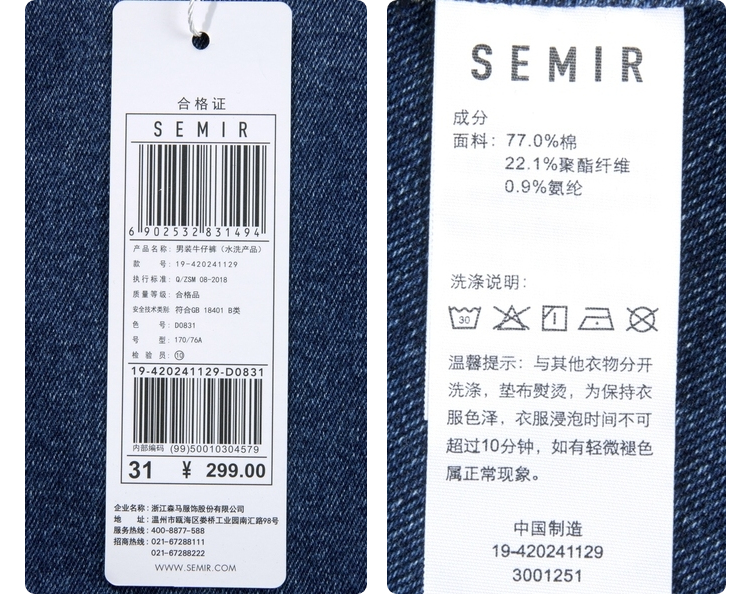 合格证
SEMIR
6 902532 831494
产品名称: 男装牛仔裤（水洗产品）
款 号: 19-420241129
执行标准: Q/ZSM 08-2018
质量等级: 合格品
安全技术类别: 符合GB 18401 B类
色 号: D0831
号 型: 170/76A
检 验 员: ⑩
19-420241129-D0831
内部编码 (99)50010304579
31 ¥ 299.00
企业名称: 浙江森马服饰股份有限公司
地 址: 温州市瓯海区娄桥工业园南汇路98号
服务热线: 400-8877-588
招商热线: 021-67288111
021-67288222
WWW.SEMIR.COM
SEMIR
成分
面料: 77.0%棉
22.1%聚酯纤维
0.9%氨纶
洗涤说明:
30
温馨提示: 与其他衣物分开
洗涤，垫布熨烫，为保持衣
服色泽，衣服浸泡时间不可
超过10分钟，如有轻微褪色
属正常现象。
中国制造
19-420241129
3001251